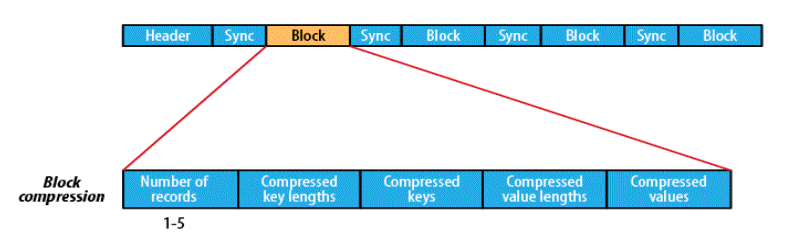 Header Sync Block Sync Block Sync Block Sync Block
Block
compression
Number of
records
Compressed
key lengths
Compressed
keys
Compressed
value lengths
Compressed
values
1-5